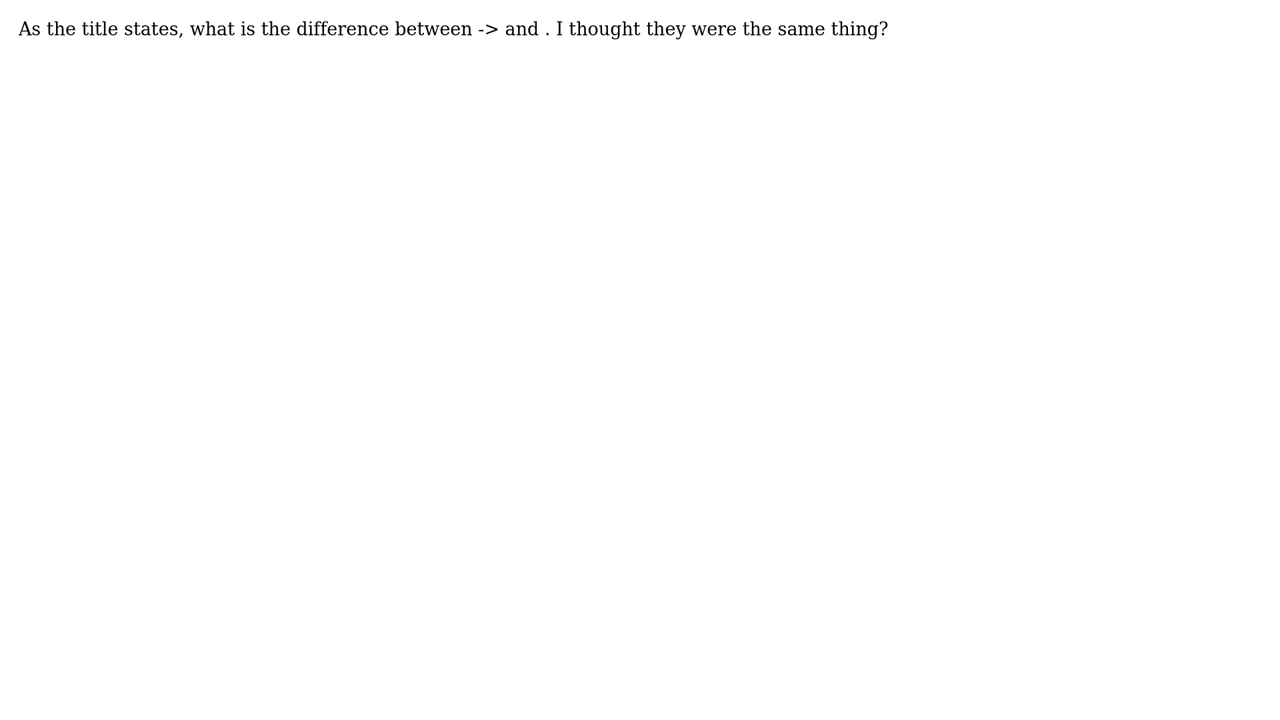 As the title states, what is the difference between -> and . I thought they were the same thing?